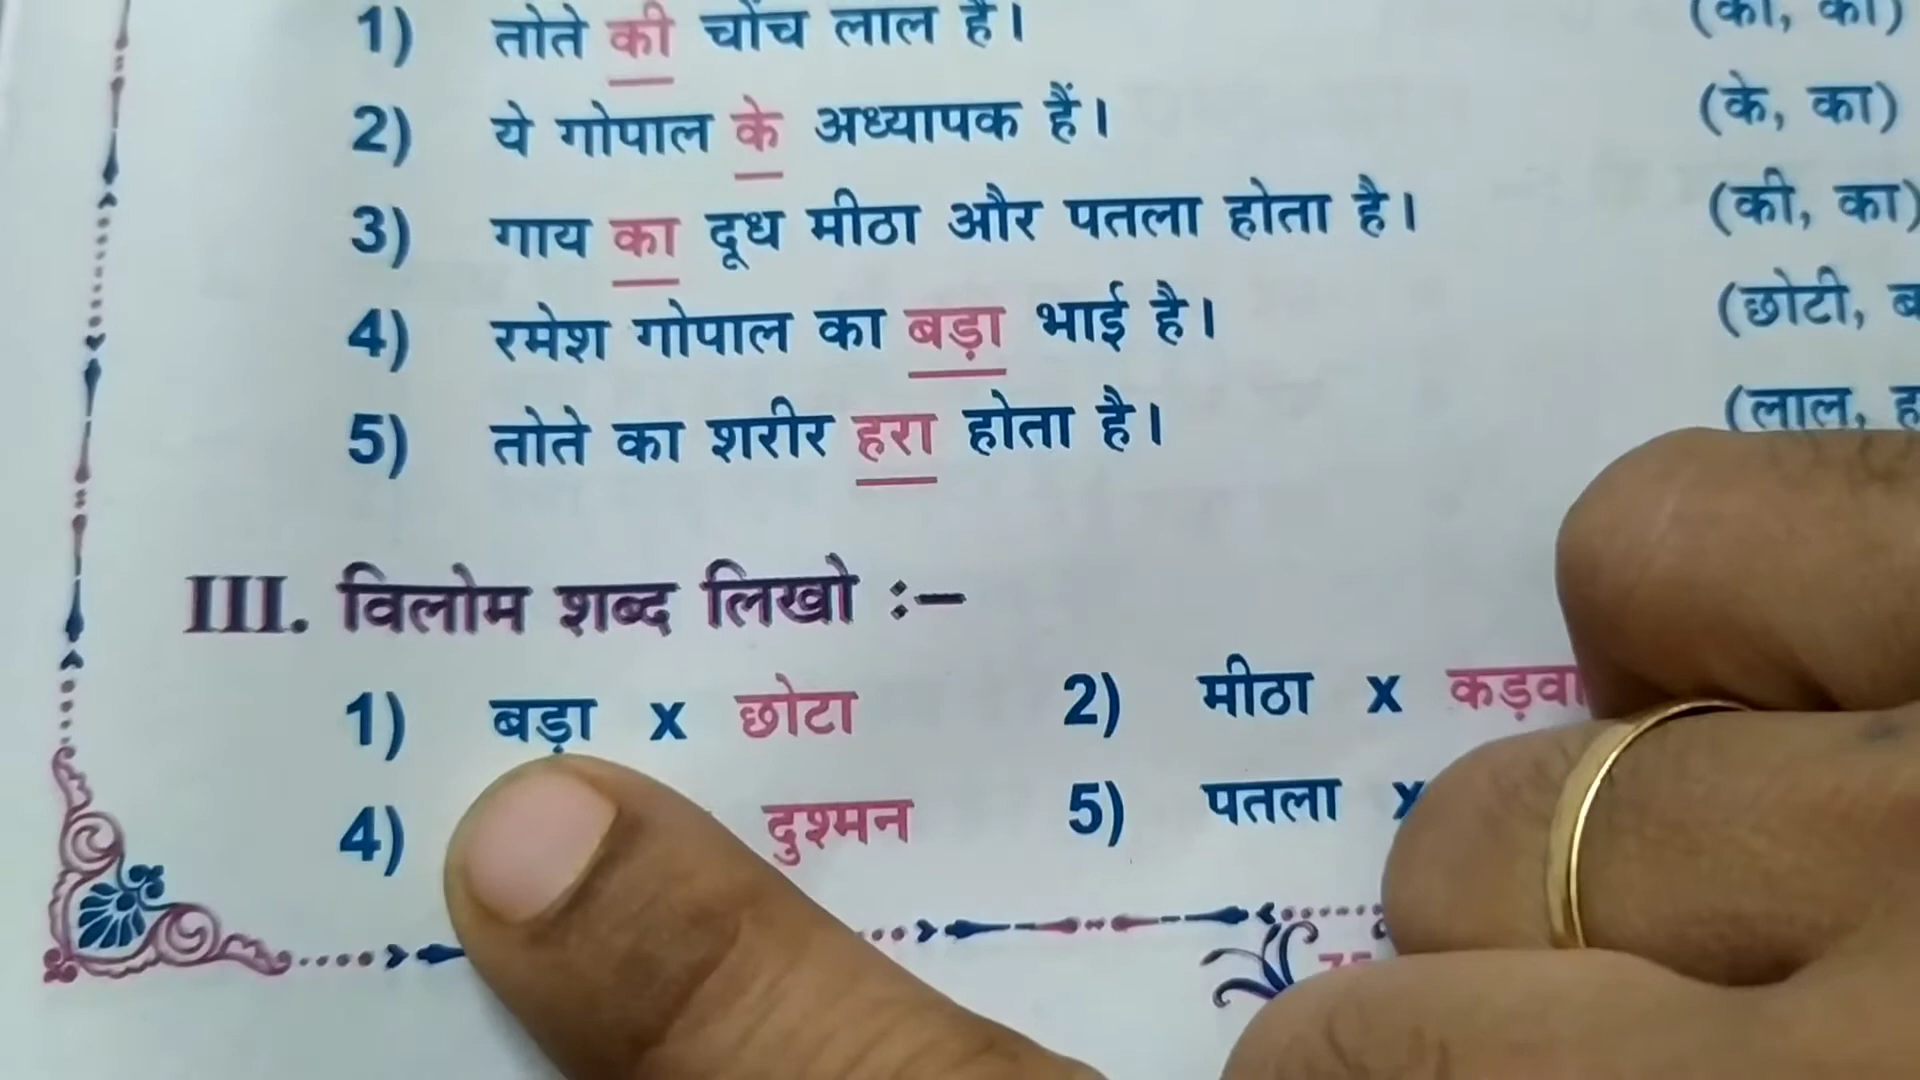 1) तोते की चोंच लाल है।
2) ये गोपाल के अध्यापक हैं। (के, का)
3) गाय का दूध मीठा और पतला होता है। (की, का)
4) रमेश गोपाल का बड़ा भाई है। (छोटी,
5) तोते का शरीर हरा होता है। (लाल,
III. विलोम शब्द लिखो :–
1) बड़ा x छोटा 2) मीठा x कड़वा
4) दुश्मन 5) पतला x